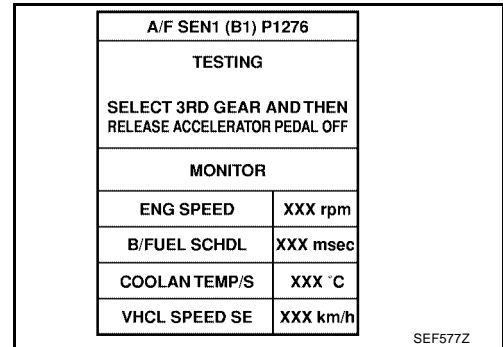 A/F SEN1 (B1) P1276
TESTING
SELECT 3RD GEAR AND THEN
RELEASE ACCELERATOR PEDAL OFF
MONITOR
ENG SPEED XXX rpm
B/FUEL SCHDL XXX msec
COOLAN TEMP/S XXX °C
VHCL SPEED SE XXX km/h
SEF577Z